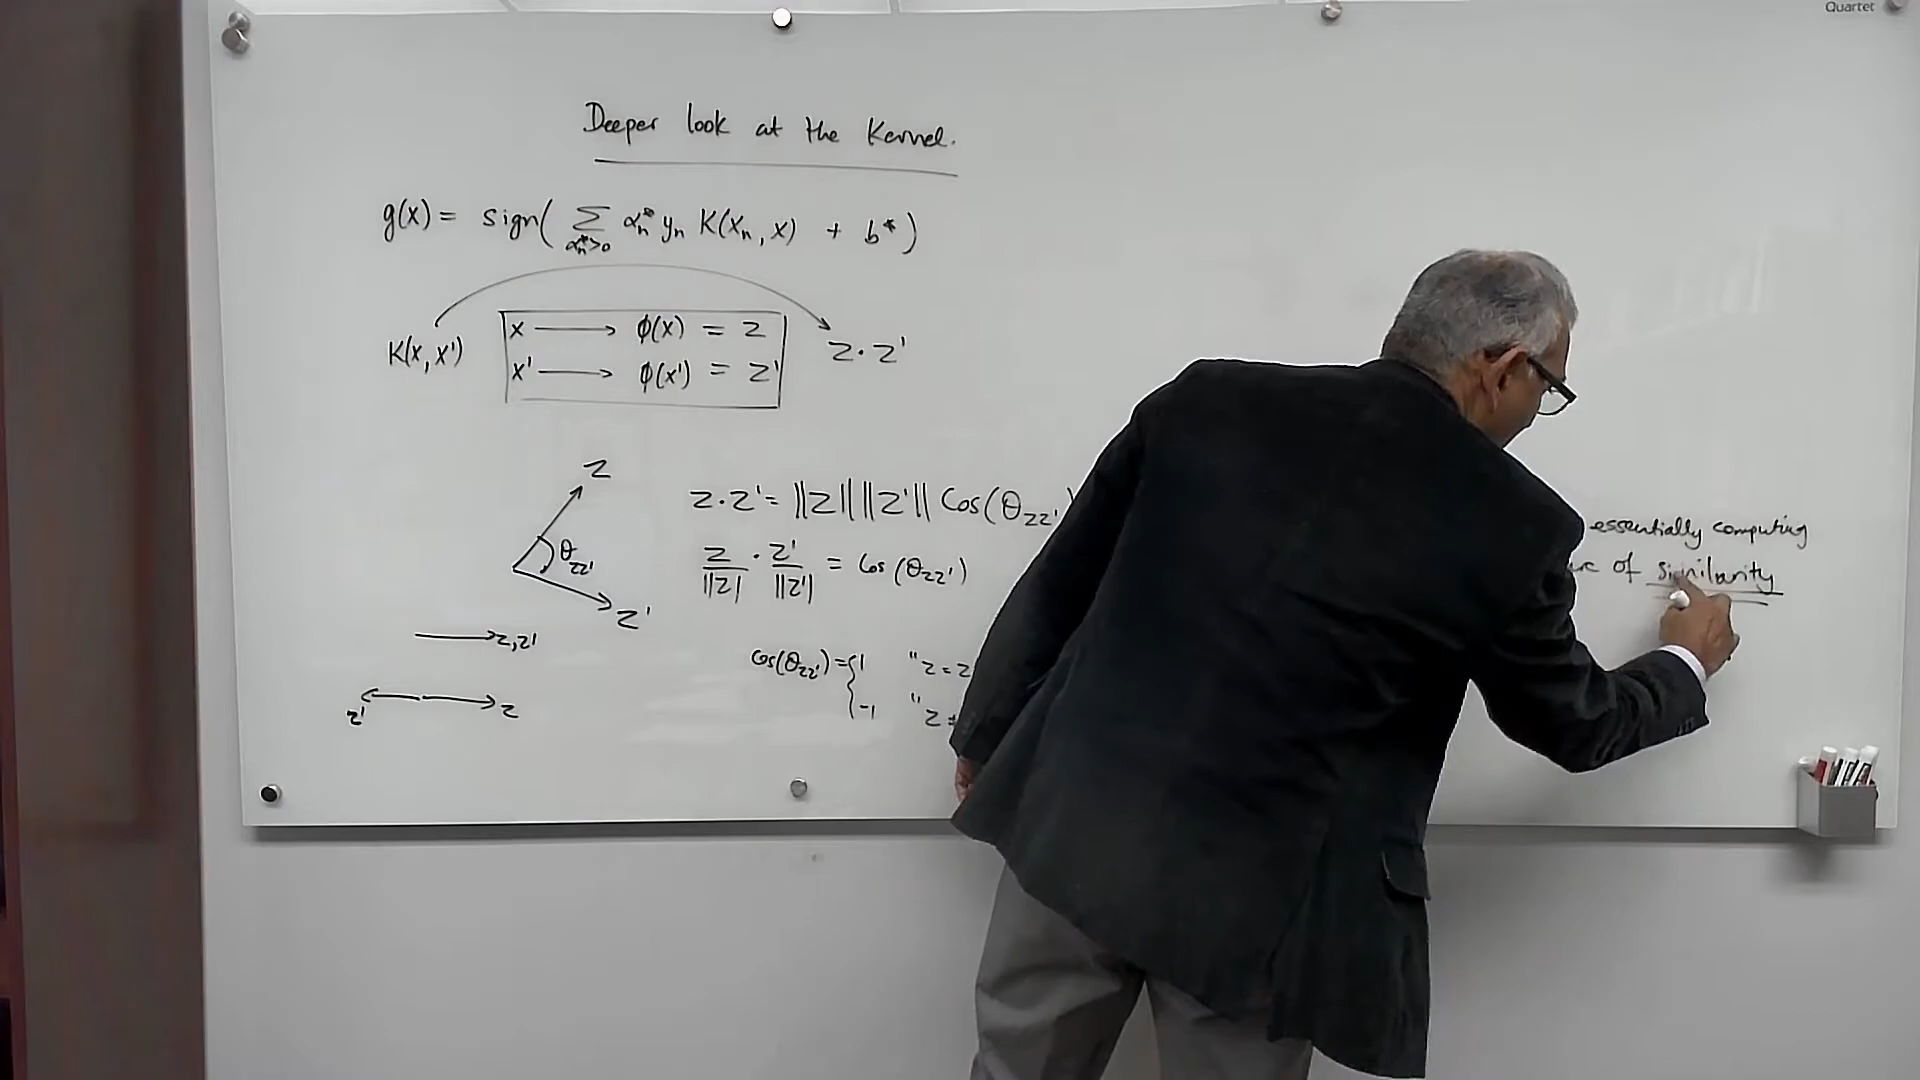 Quartet
Deeper look at the Kernel.
g(x) = sign( ∑ αₙ* yₙ K(xₙ, x) + b* )
αₙ*>0
K(x, x')
x ⟶ ϕ(x) = z
x' ⟶ ϕ(x') = z'
z · z'
z
θzz'
z'
z · z' = ||z|| ||z'|| Cos(θzz')
z/||z|| · z'/||z'|| = Cos(θzz')
essentially computing
of similarity
z, z'
z' z
Cos(θzz') = { 1 " z = z
-1 " z ≠